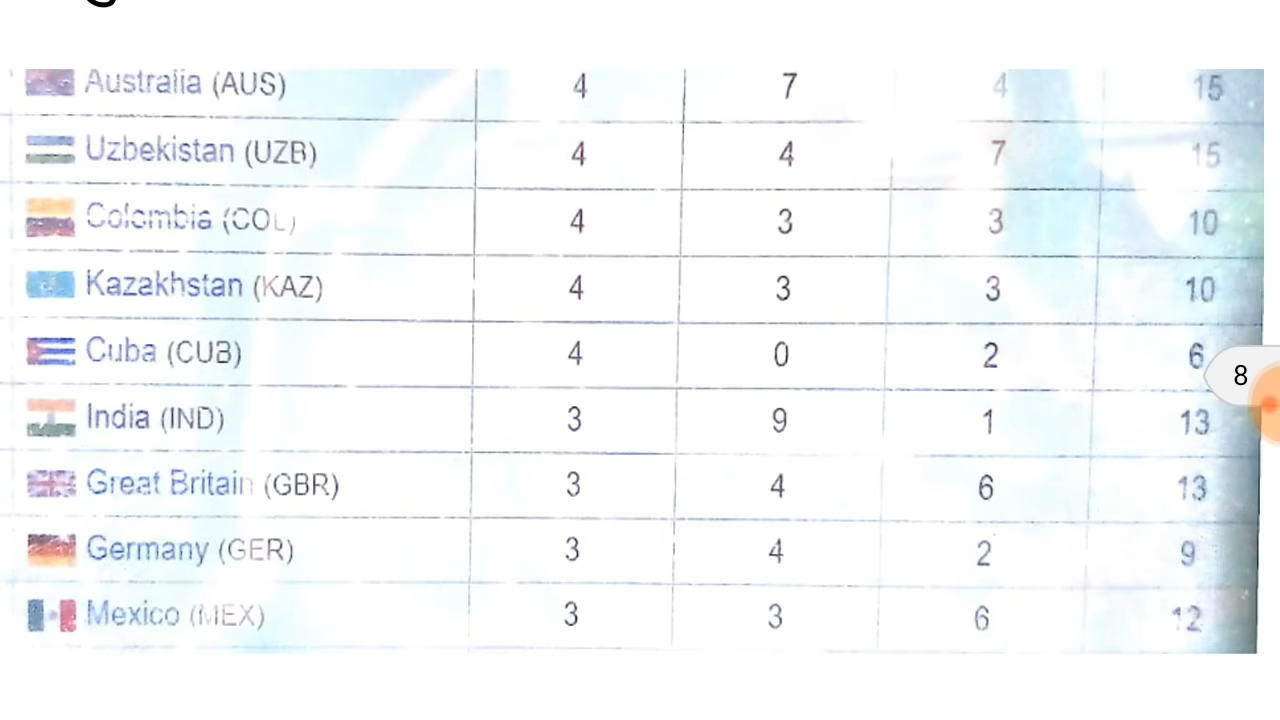 Australia (AUS) 4 7 4 15
Uzbekistan (UZB) 4 4 7 15
Colombia (COL) 4 3 3 10
Kazakhstan (KAZ) 4 3 3 10
Cuba (CUB) 4 0 2 6
8
India (IND) 3 9 1 13
Great Britain (GBR) 3 4 6 13
Germany (GER) 3 4 2 9
Mexico (MEX) 3 3 6 12